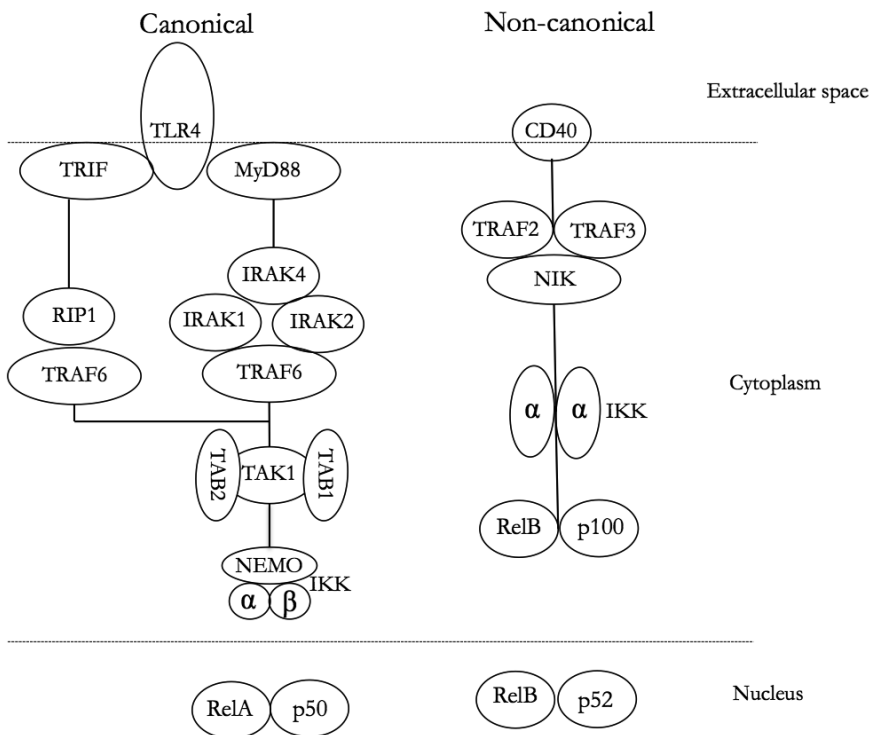 Canonical
Non-canonical
Extracellular space
TLR4
CD40
TRIF
MyD88
TRAF2
TRAF3
NIK
IRAK4
RIP1
IRAK1
IRAK2
TRAF6
TRAF6
Cytoplasm
α
α
IKK
TAB2
TAK1
TAB1
RelB
p100
NEMO
IKK
α
β
RelA
p50
RelB
p52
Nucleus